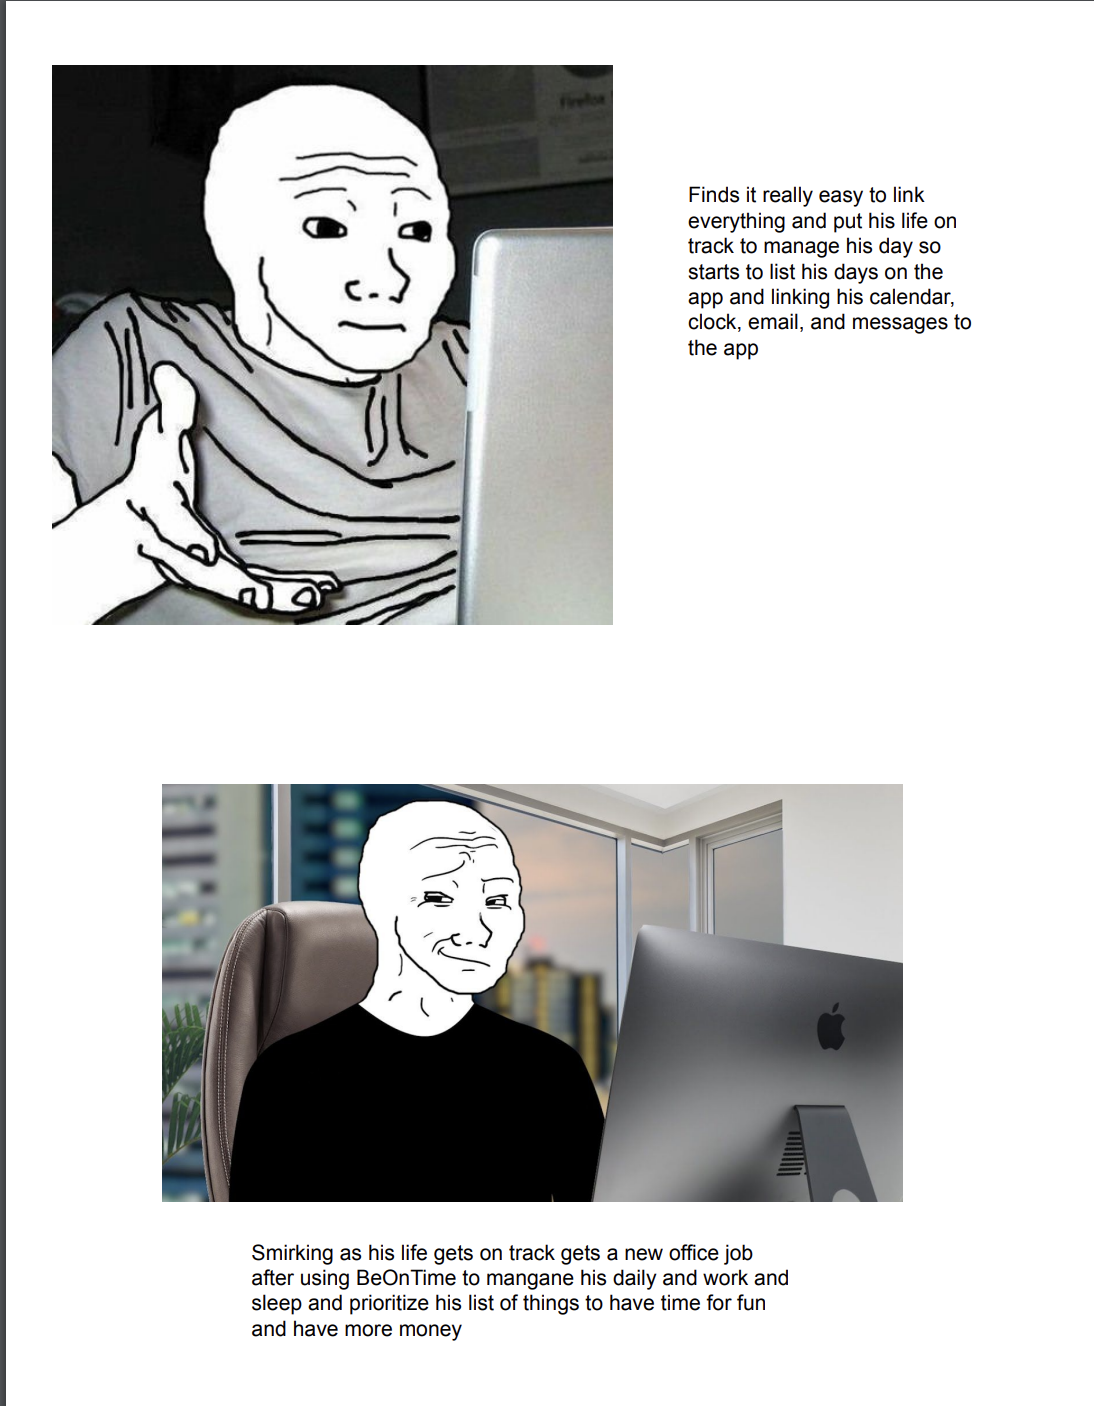 Firefox
Finds it really easy to link
everything and put his life on
track to manage his day so
starts to list his days on the
app and linking his calendar,
clock, email, and messages to
the app
Smirking as his life gets on track gets a new office job
after using BeOnTime to mangane his daily and work and
sleep and prioritize his list of things to have time for fun
and have more money